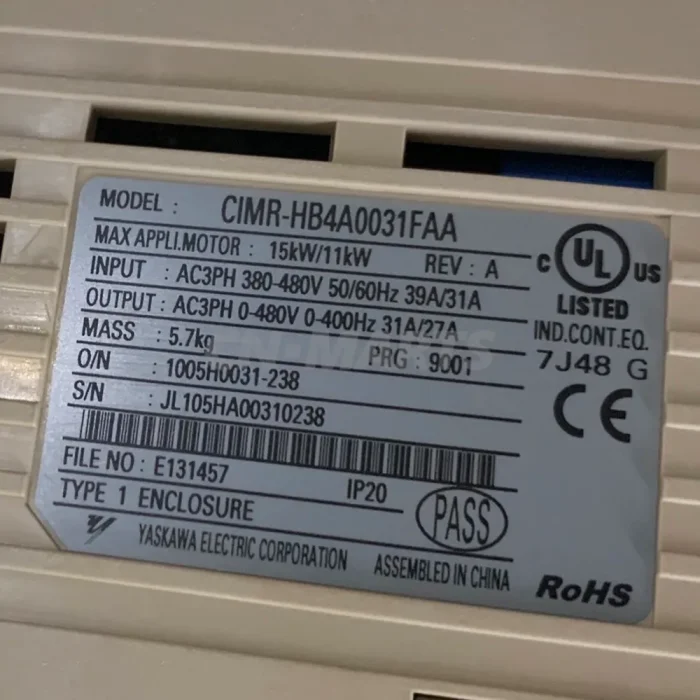 MODEL : CIMR-HB4A0031FAA
MAX APPLI.MOTOR : 15kW/11kW REV : A
INPUT : AC3PH 380-480V 50/60Hz 39A/31A
OUTPUT : AC3PH 0-480V 0-400Hz 31A/27A
MASS : 5.7kg PRG : 9001
O/N : 1005H0031-238
S/N : JL105HA00310238
FILE NO : E131457 IP20
TYPE 1 ENCLOSURE PASS
YASKAWA ELECTRIC CORPORATION ASSEMBLED IN CHINA
C UL US
LISTED
IND.CONT.EQ.
7J48 G
CE
RoHS